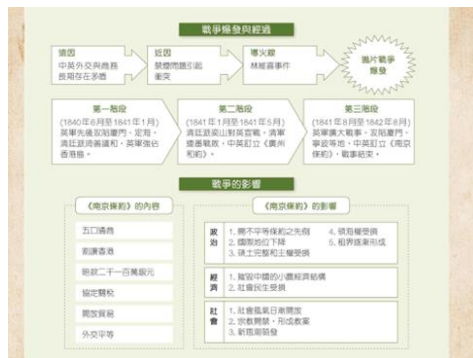 戰爭爆發與經過
遠因
中英外交與商務
長期存在矛盾
近因
禁煙問題引起
衝突
導火線
林維喜事件
鴉片戰爭
爆發
第一階段
(1840年6月至1841年1月)
英軍先後攻陷廈門、定海，
清廷派琦善議和，英軍強佔
香港島。
第二階段
(1841年1月至1841年5月)
清廷派奕山對英宣戰，清軍
屢番戰敗，中英訂立《廣州
和約》。
第三階段
(1841年8月至1842年8月)
英軍擴大戰事，攻陷廈門、
寧波等地，中英訂立《南京
條約》，戰事結束。
戰爭的影響
《南京條約》的內容
五口通商
割讓香港
賠款二千一百萬銀元
協定關稅
開放貿易
外交平等
《南京條約》的影響
政治
1. 開不平等條約之先例
2. 國際地位下降
3. 領土完整和主權受損
4. 領海權受損
5. 租界逐漸形成
經濟
1. 摧毀中國的小農經濟結構
2. 社會民生受損
社會
1. 社會風氣日漸開放
2. 宗教開禁，形成教案
3. 新思潮萌發